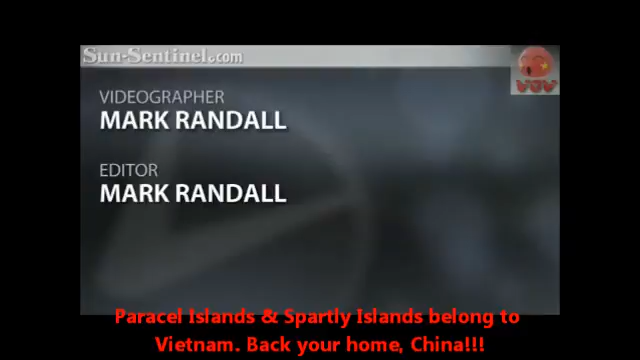 Sun-Sentinel.com
VIDEOGRAPHER
MARK RANDALL
EDITOR
MARK RANDALL
Paracel Islands & Spartly Islands belong to
Vietnam. Back your home, China!!!